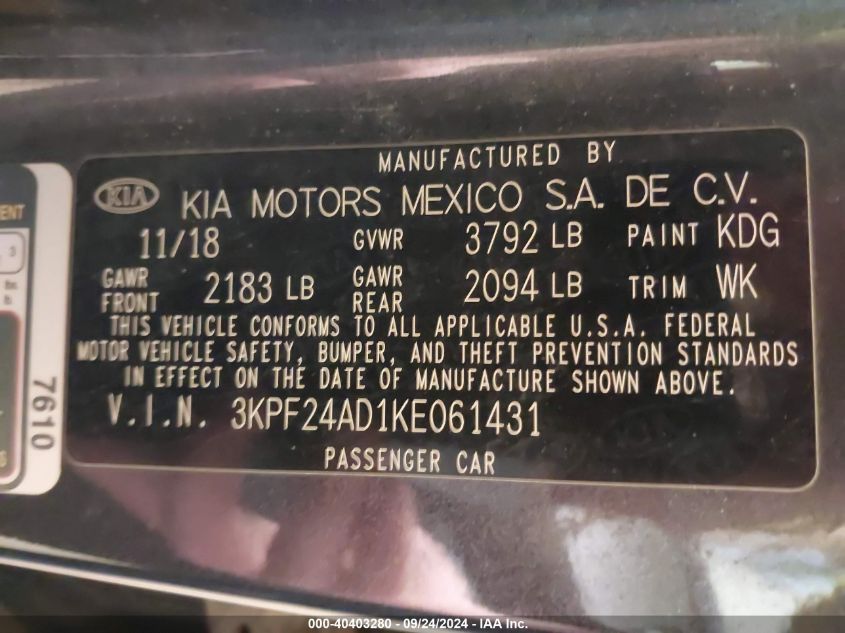 MANUFACTURED BY
KIA KIA MOTORS MEXICO S.A. DE C.V.
11/18 GVWR 3792 LB PAINT KDG
GAWR FRONT 2183 LB GAWR REAR 2094 LB TRIM WK
THIS VEHICLE CONFORMS TO ALL APPLICABLE U.S.A. FEDERAL
MOTOR VEHICLE SAFETY, BUMPER, AND THEFT PREVENTION STANDARDS
IN EFFECT ON THE DATE OF MANUFACTURE SHOWN ABOVE.
V.I.N. 3KPF24AD1KE061431
PASSENGER CAR
7610
000-40403280 - 09/24/2024 - IAA Inc.